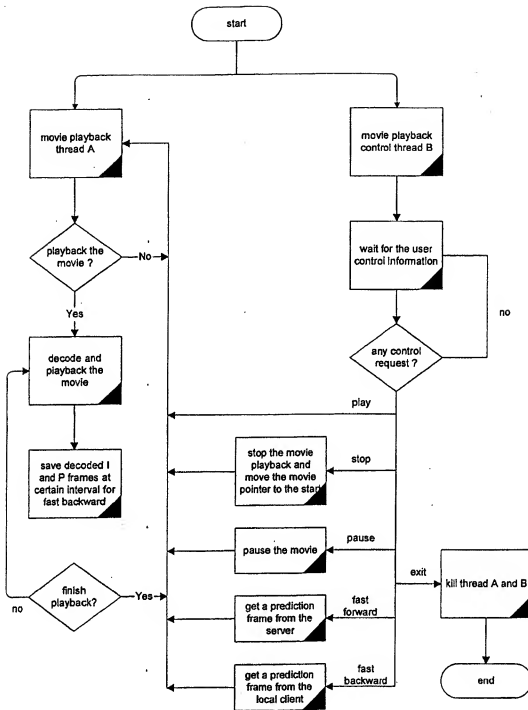 start
movie playback
thread A
movie playback
control thread B
playback the
movie ?
No
Yes
wait for the user
control information
no
any control
request ?
decode and
playback the
movie
play
save decoded I
and P frames at
certain interval for
fast backward
stop the movie
playback and
move the movie
pointer to the start
stop
pause the movie
pause
exit
kill thread A and B
finish
playback?
no
Yes
get a prediction
frame from the
server
fast
forward
get a prediction
frame from the
local client
fast
backward
end